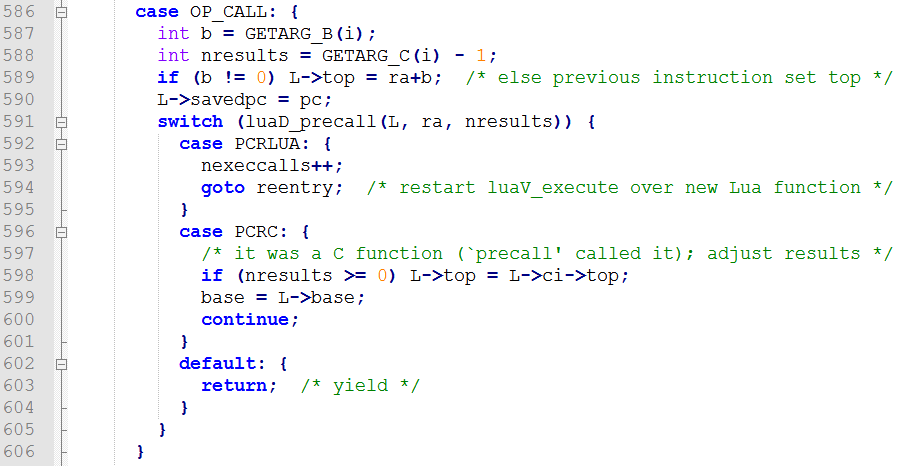 586 case OP_CALL: {
587 int b = GETARG_B(i);
588 int nresults = GETARG_C(i) - 1;
589 if (b != 0) L->top = ra+b;  /* else previous instruction set top */
590 L->savedpc = pc;
591 switch (luaD_precall(L, ra, nresults)) {
592 case PCRLUA: {
593 nexeccalls++;
594 goto reentry;  /* restart luaV_execute over new Lua function */
595 }
596 case PCRC: {
597 /* it was a C function (`precall' called it); adjust results */
598 if (nresults >= 0) L->top = L->ci->top;
599 base = L->base;
600 continue;
601 }
602 default: {
603 return;  /* yield */
604 }
605 }
606 }